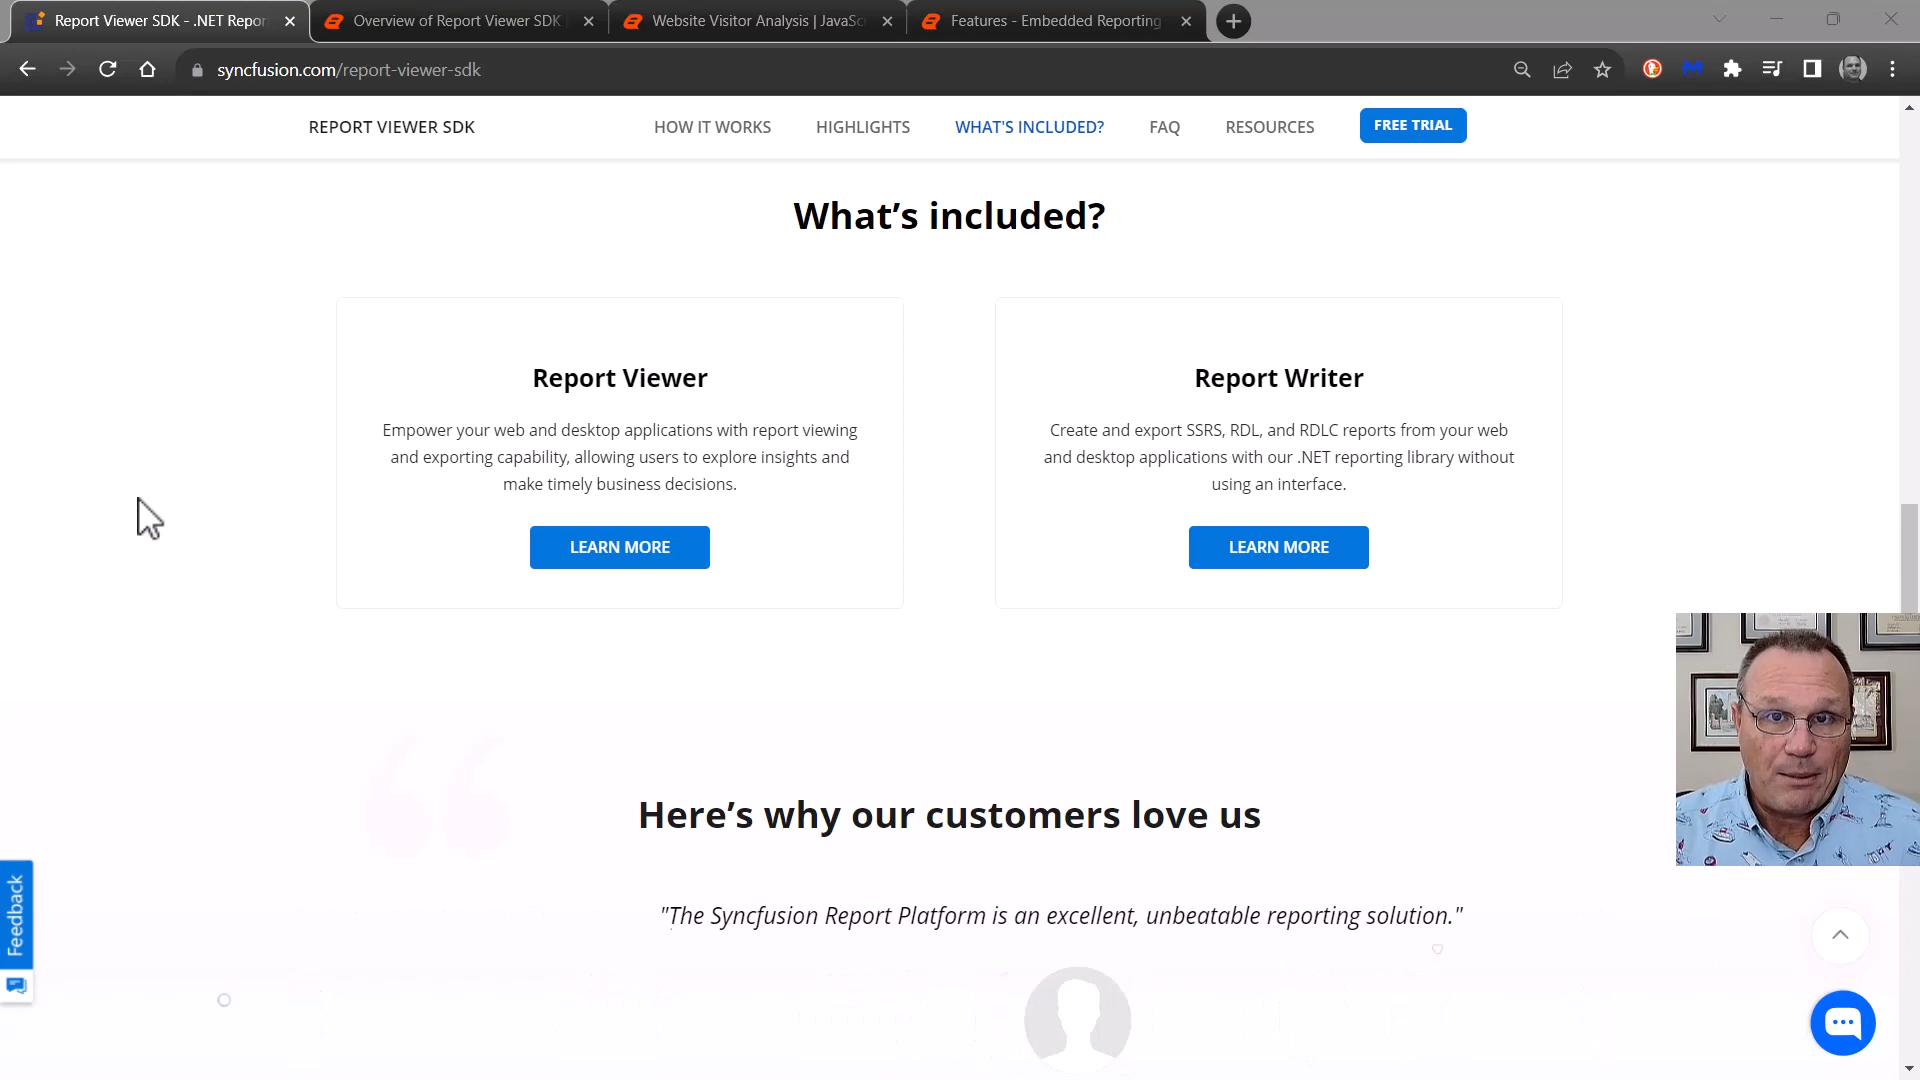 Report Viewer SDK - .NET Repor
Overview of Report Viewer SDK
Website Visitor Analysis | JavaSc
Features - Embedded Reporting
syncfusion.com/report-viewer-sdk
REPORT VIEWER SDK
HOW IT WORKS
HIGHLIGHTS
WHAT'S INCLUDED?
FAQ
RESOURCES
FREE TRIAL
What's included?
Report Viewer
Empower your web and desktop applications with report viewing
and exporting capability, allowing users to explore insights and
make timely business decisions.
LEARN MORE
Report Writer
Create and export SSRS, RDL, and RDLC reports from your web
and desktop applications with our .NET reporting library without
using an interface.
LEARN MORE
Here's why our customers love us
"The Syncfusion Report Platform is an excellent, unbeatable reporting solution."
Feedback